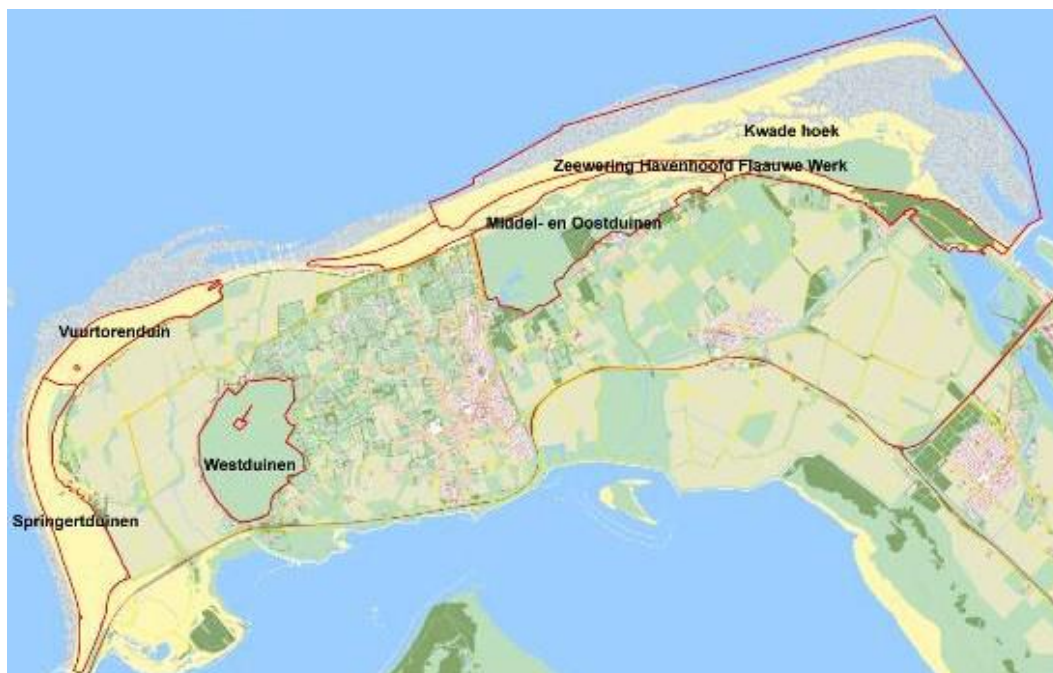 Kwade hoek
Zeewering Havenhoofd Flaauwe Werk
Middel- en Oostduinen
Vuurtorenduin
Westduinen
Springertduinen